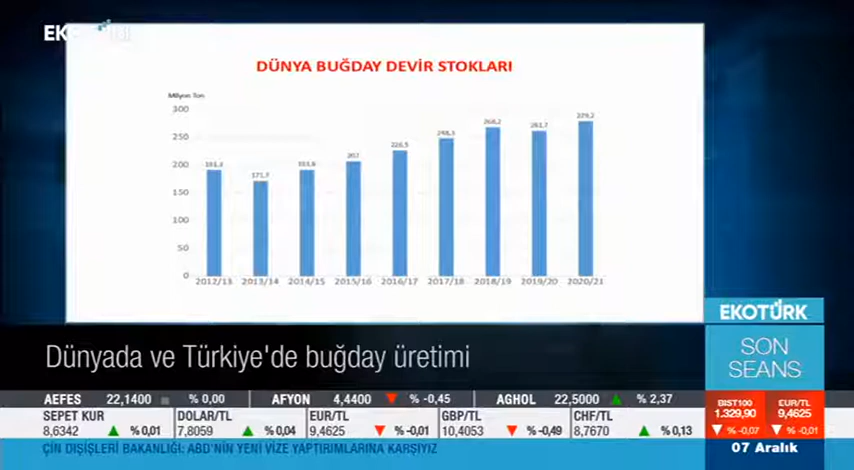 DÜNYA BUĞDAY DEVİR STOKLARI
Milyon Ton
300
250
200
150
100
50
0
171,7
207
226,5
248,3
268,2
261,7
279,2
2012/13 2013/14 2014/15 2015/16 2016/17 2017/18 2018/19 2019/20 2020/21
EKOTÜRK
SON
SEANS
Dünyada ve Türkiye'de buğday üretimi
AEFES 22,1400 % 0,00 AFYON 4,4400 % -0,45 AGHOL 22,5000 % 2,37
SEPET KUR DOLAR/TL EUR/TL GBP/TL CHF/TL
8,6342 % 0,01 7,8059 % 0,04 9,4625 % -0,01 10,4053 % -0,49 8,7670 % 0,13
BIST100 EUR/TL
1.329,90 9,4625
% -0,07 % -0,01
ÇİN DIŞİŞLERİ BAKANLIĞI: ABD'NİN YENİ VİZE YAPTIRIMLARINA KARŞIYIZ
07 Aralık